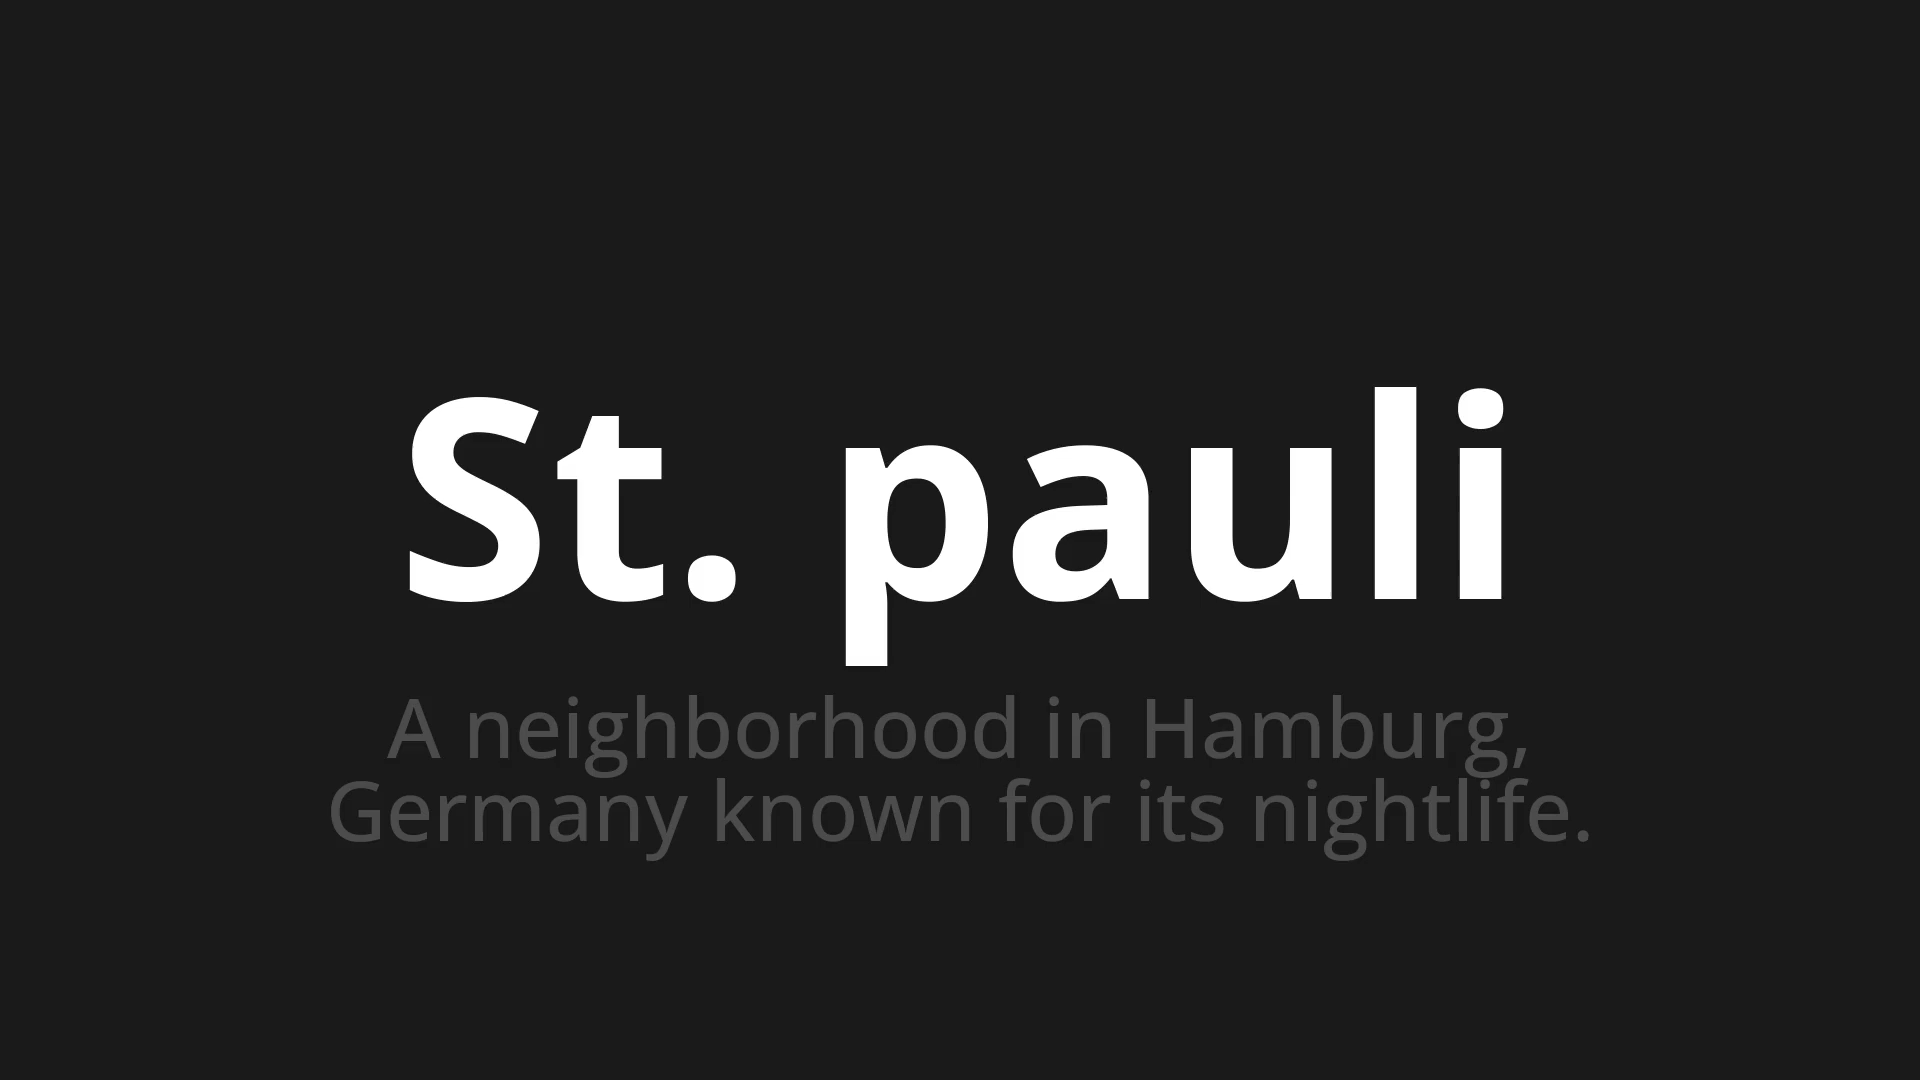 St. pauli
A neighborhood in Hamburg,
Germany known for its nightlife.